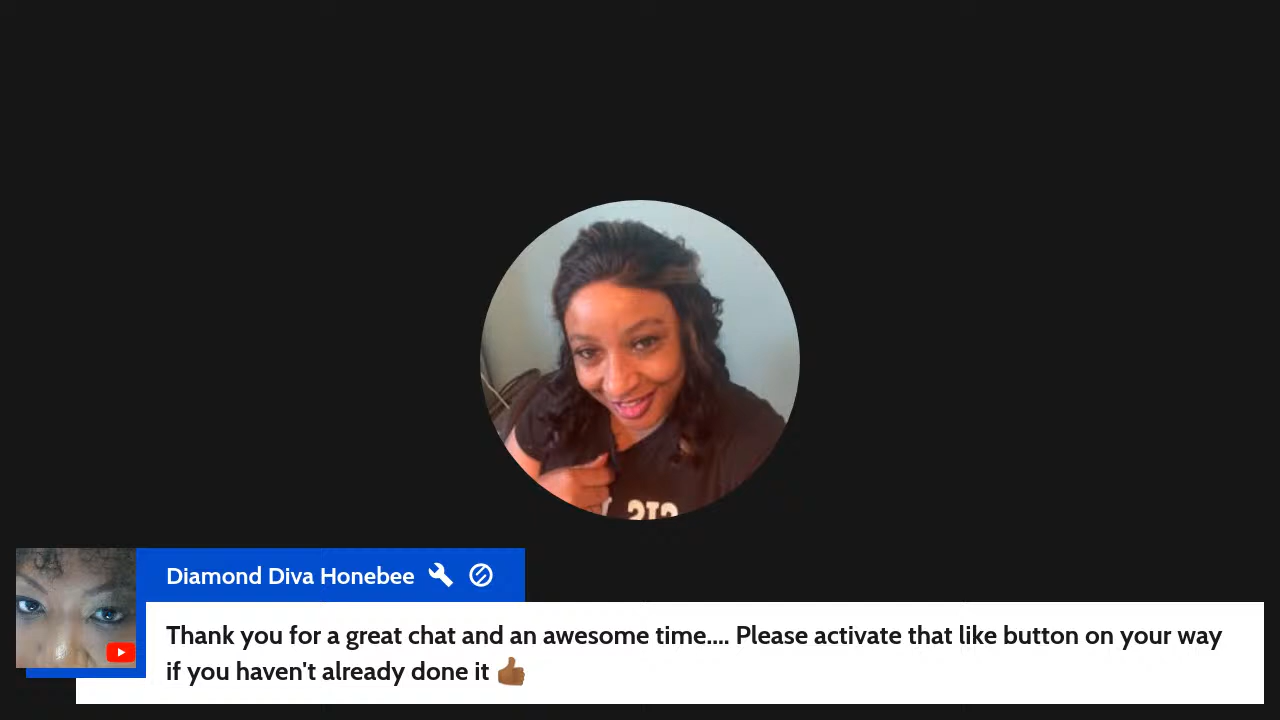 Diamond Diva Honebee
Thank you for a great chat and an awesome time.... Please activate that like button on your way
if you haven't already done it 👍🏾